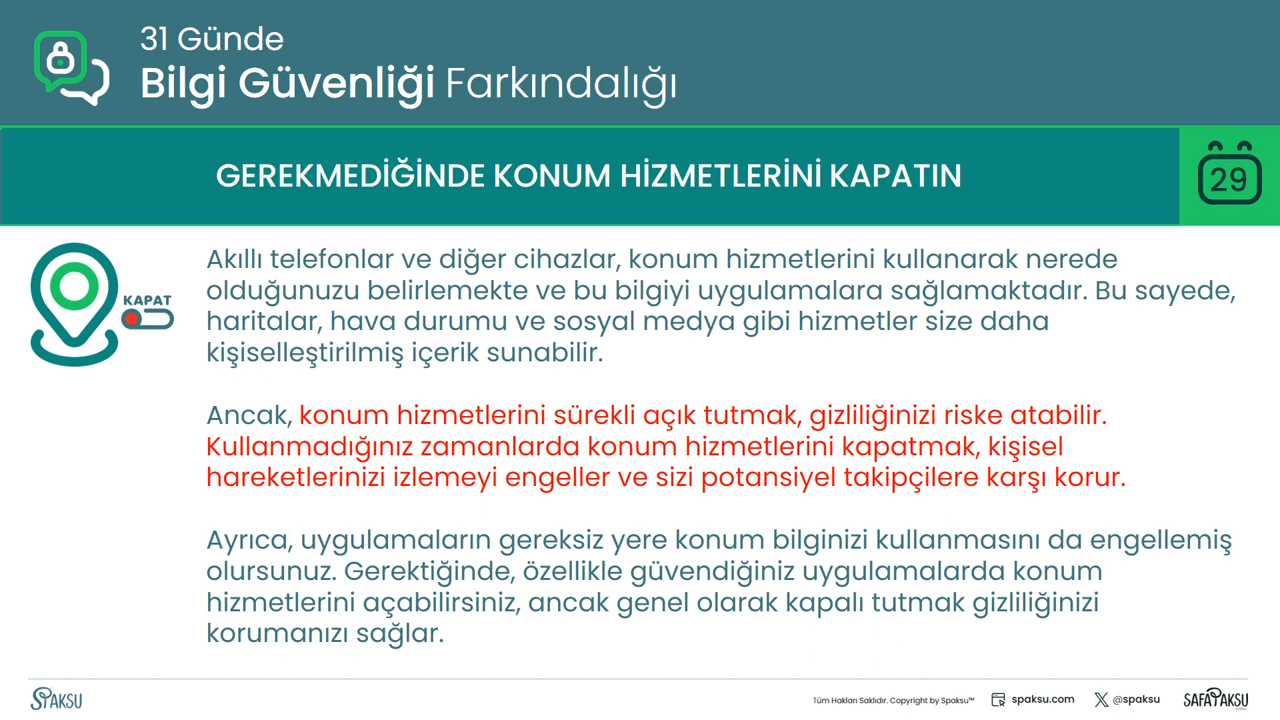 31 Günde
Bilgi Güvenliği Farkındalığı
GEREKMEDİĞİNDE KONUM HİZMETLERİNİ KAPATIN
29
KAPAT
Akıllı telefonlar ve diğer cihazlar, konum hizmetlerini kullanarak nerede
olduğunuzu belirlemekte ve bu bilgiyi uygulamalara sağlamaktadır. Bu sayede,
haritalar, hava durumu ve sosyal medya gibi hizmetler size daha
kişiselleştirilmiş içerik sunabilir.
Ancak, konum hizmetlerini sürekli açık tutmak, gizliliğinizi riske atabilir.
Kullanmadığınız zamanlarda konum hizmetlerini kapatmak, kişisel
hareketlerinizi izlemeyi engeller ve sizi potansiyel takipçilere karşı korur.
Ayrıca, uygulamaların gereksiz yere konum bilginizi kullanmasını da engellemiş
olursunuz. Gerektiğinde, özellikle güvendiğiniz uygulamalarda konum
hizmetlerini açabilirsiniz, ancak genel olarak kapalı tutmak gizliliğinizi
korumanızı sağlar.
SPAKSU
Tüm Hakları Saklıdır. Copyright by Spaksu™
spaksu.com
@spaksu
SAFA PAKSU